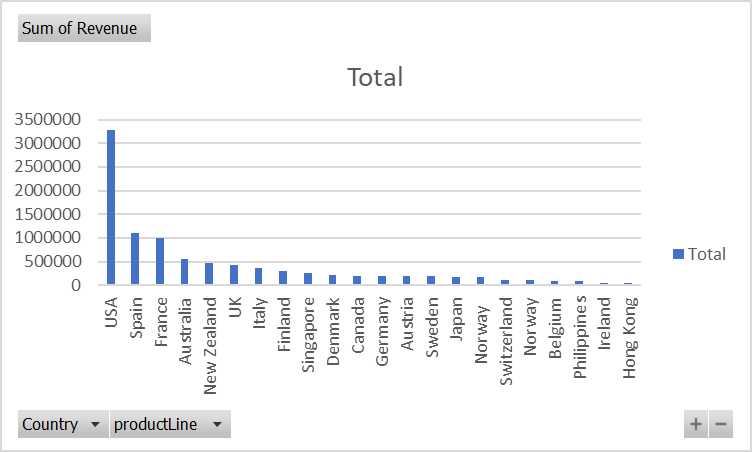 Sum of Revenue
Total
3500000
3000000
2500000
2000000
1500000
1000000
500000
0
USA
Spain
France
Australia
New Zealand
UK
Italy
Finland
Singapore
Denmark
Canada
Germany
Austria
Sweden
Japan
Norway
Switzerland
Norway
Belgium
Philippines
Ireland
Hong Kong
Total
Country productLine
+ −